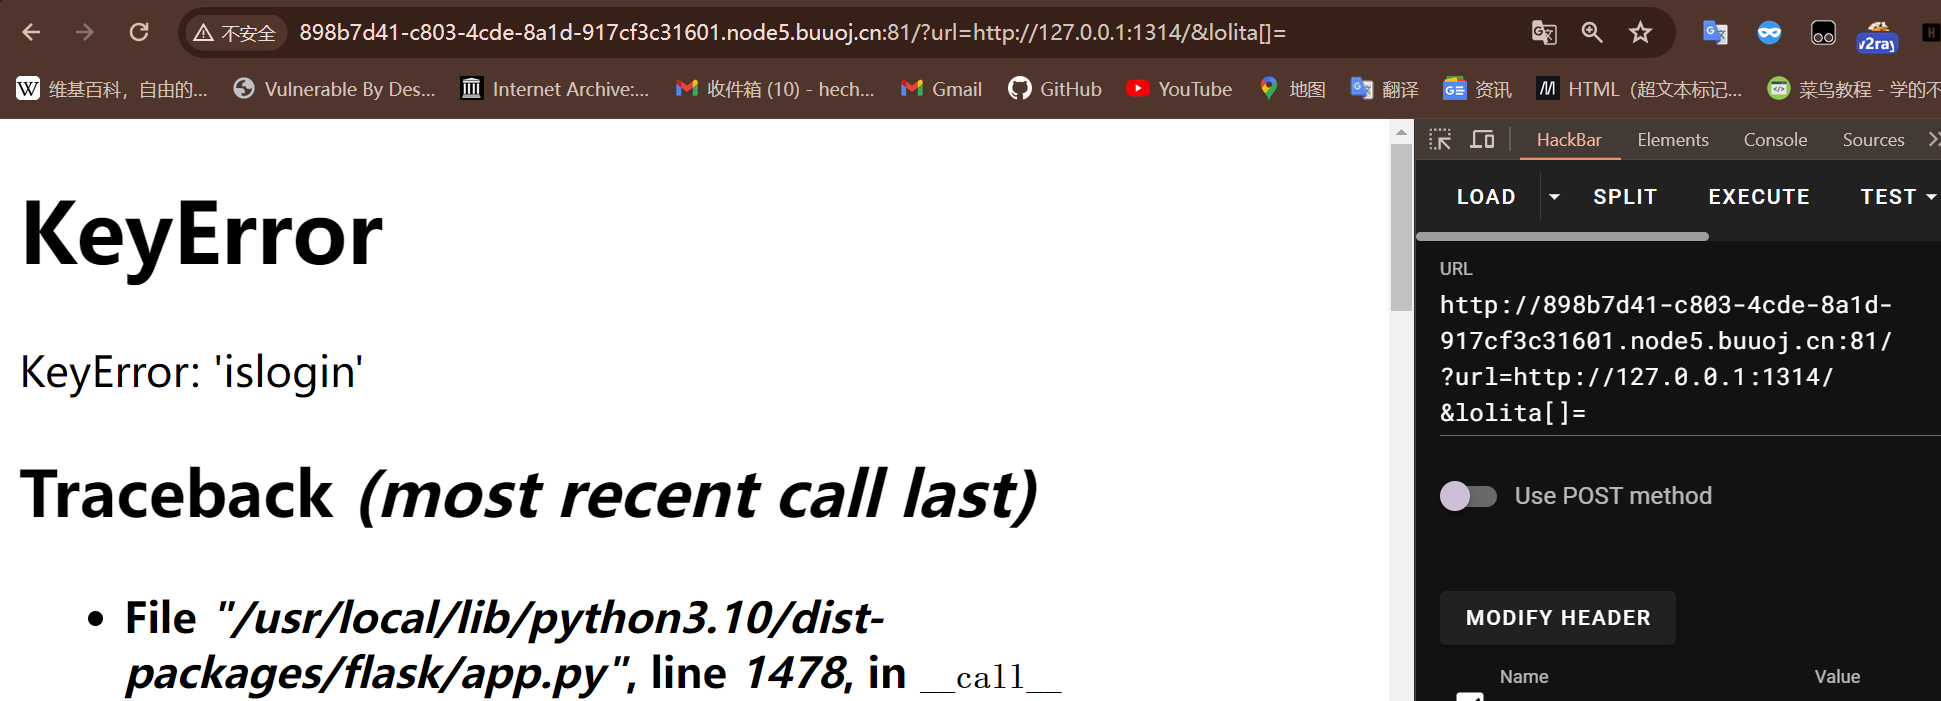 不安全 898b7d41-c803-4cde-8a1d-917cf3c31601.node5.buuoj.cn:81/?url=http://127.0.0.1:1314/&lolita[]=
v2ray H
W 维基百科，自由的... Vulnerable By Des... Internet Archive:... 收件箱 (10) - hech... Gmail GitHub YouTube 地图 翻译 GE 资讯 M HTML（超文本标记... 菜鸟教程 - 学的不
HackBar Elements Console Sources
LOAD SPLIT EXECUTE TEST
KeyError
KeyError: 'islogin'
Traceback (most recent call last)
• File "/usr/local/lib/python3.10/dist-
packages/flask/app.py", line 1478, in __call__
URL
http://898b7d41-c803-4cde-8a1d-
917cf3c31601.node5.buuoj.cn:81/
?url=http://127.0.0.1:1314/
&lolita[]=
Use POST method
MODIFY HEADER
Name Value